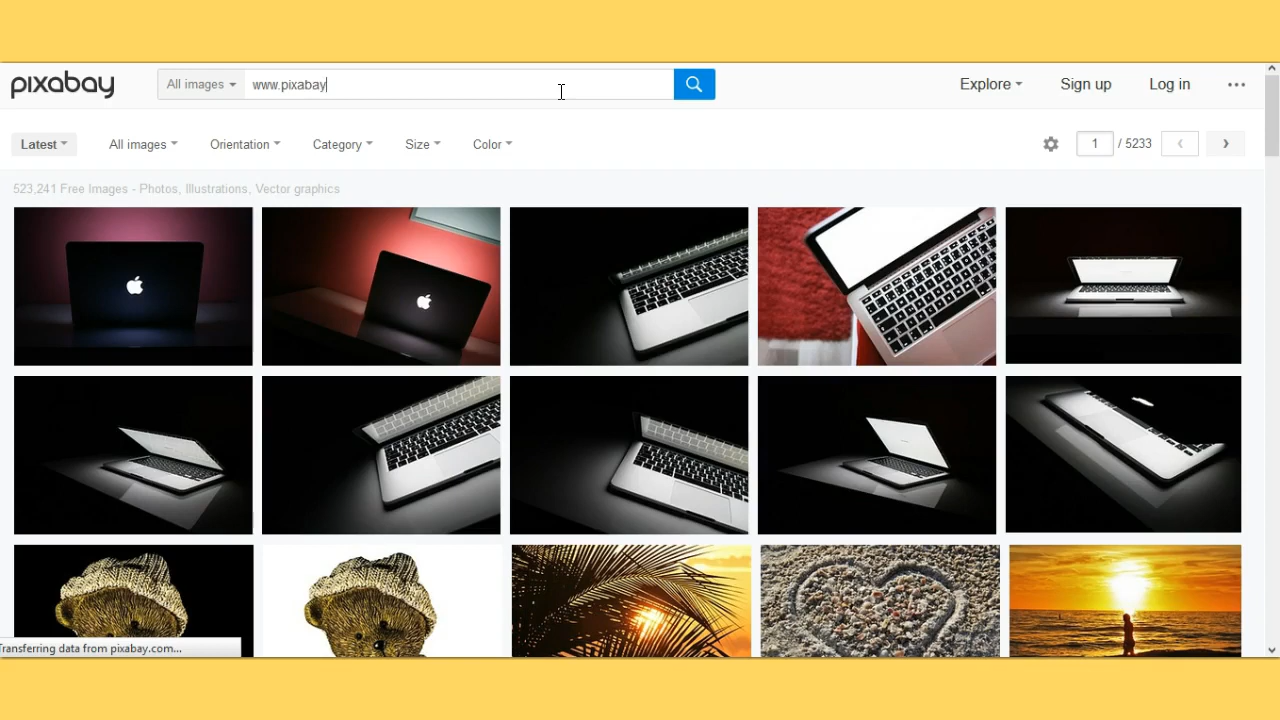 pixabay All images www.pixabay Explore Sign up Log in
Latest All images Orientation Category Size Color 1 / 5233
523,241 Free Images - Photos, Illustrations, Vector graphics
Transferring data from pixabay.com...